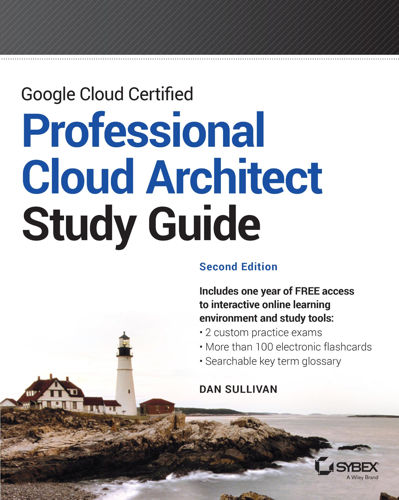 Google Cloud Certified
Professional
Cloud Architect
Study Guide
Second Edition
Includes one year of FREE access
to interactive online learning
environment and study tools:
• 2 custom practice exams
• More than 100 electronic flashcards
• Searchable key term glossary
DAN SULLIVAN
SYBEX
A Wiley Brand